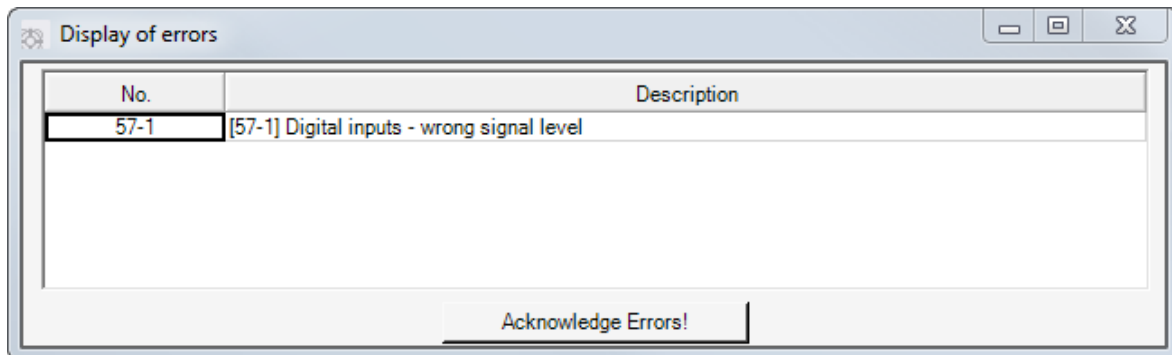 Display of errors
No. Description
57-1 [57-1] Digital inputs - wrong signal level
Acknowledge Errors!